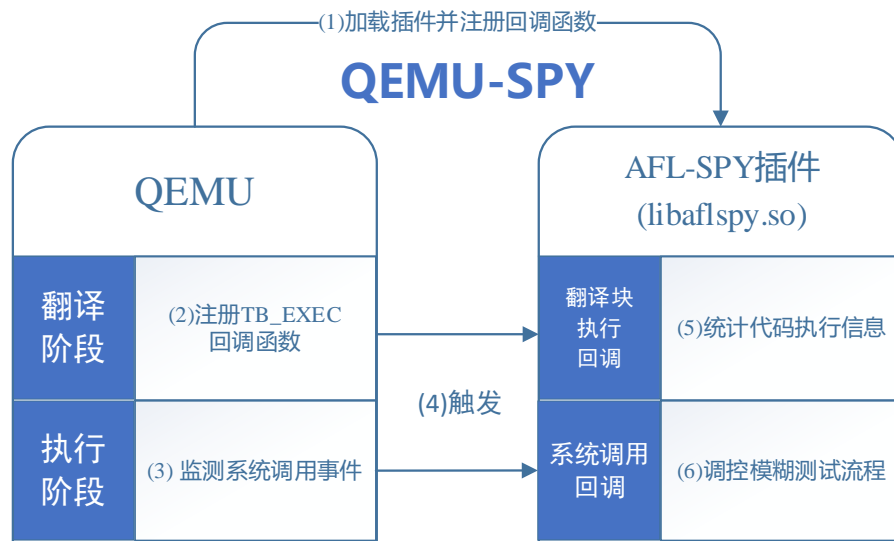 (1)加载插件并注册回调函数
QEMU-SPY
QEMU
AFL-SPY插件
(libaflspy.so)
翻译
阶段
(2)注册TB_EXEC
回调函数
翻译块
执行
回调
(5)统计代码执行信息
(4)触发
执行
阶段
(3) 监测系统调用事件
系统调用
回调
(6)调控模糊测试流程